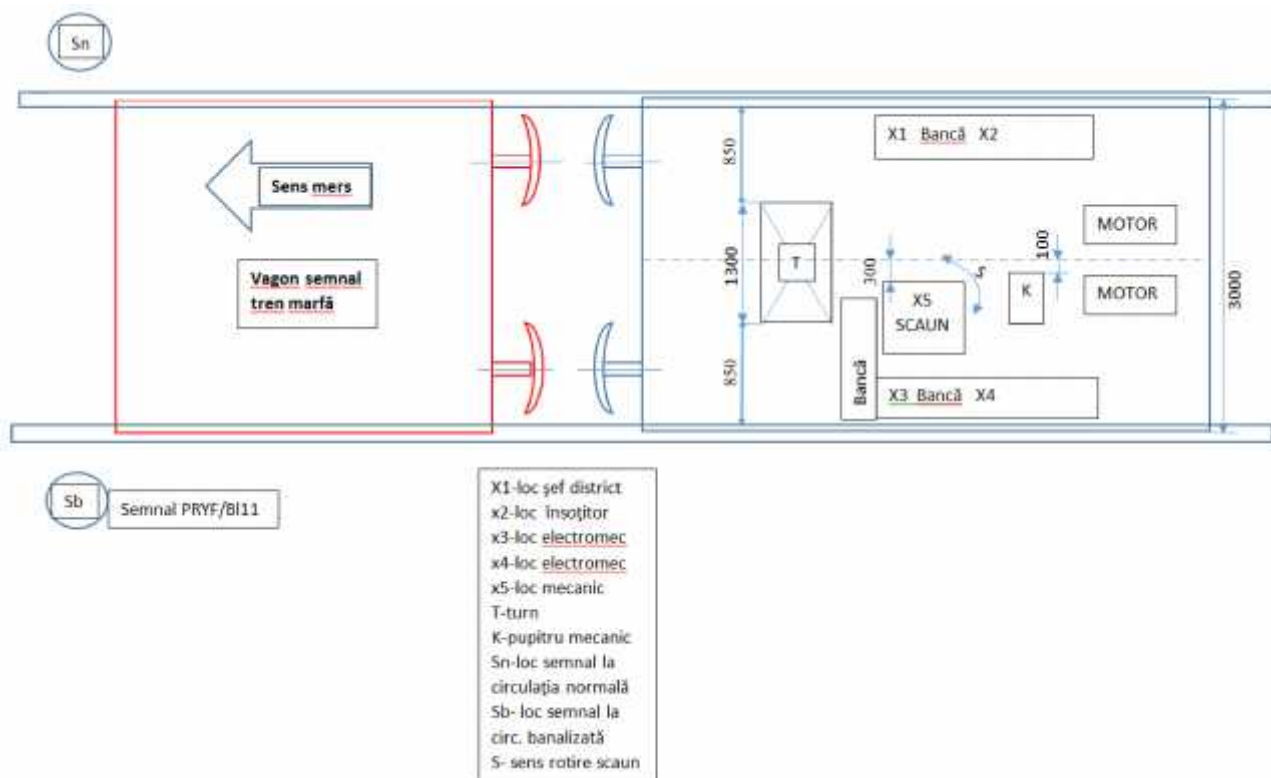 Sn
Sens mers
Vagon semnal
tren marfă
850
1300
850
T
X1 Bancă X2
MOTOR
100
300
S
K
X5
SCAUN
MOTOR
3000
Bancă
X3 Bancă X4
Sb
Semnal PRYF/Bl11
X1-loc șef district
x2-loc însoțitor
x3-loc electromec
x4-loc electromec
x5-loc mecanic
T-turn
K-pupitru mecanic
Sn-loc semnal la
circulația normală
Sb- loc semnal la
circ. banalizată
S- sens rotire scaun